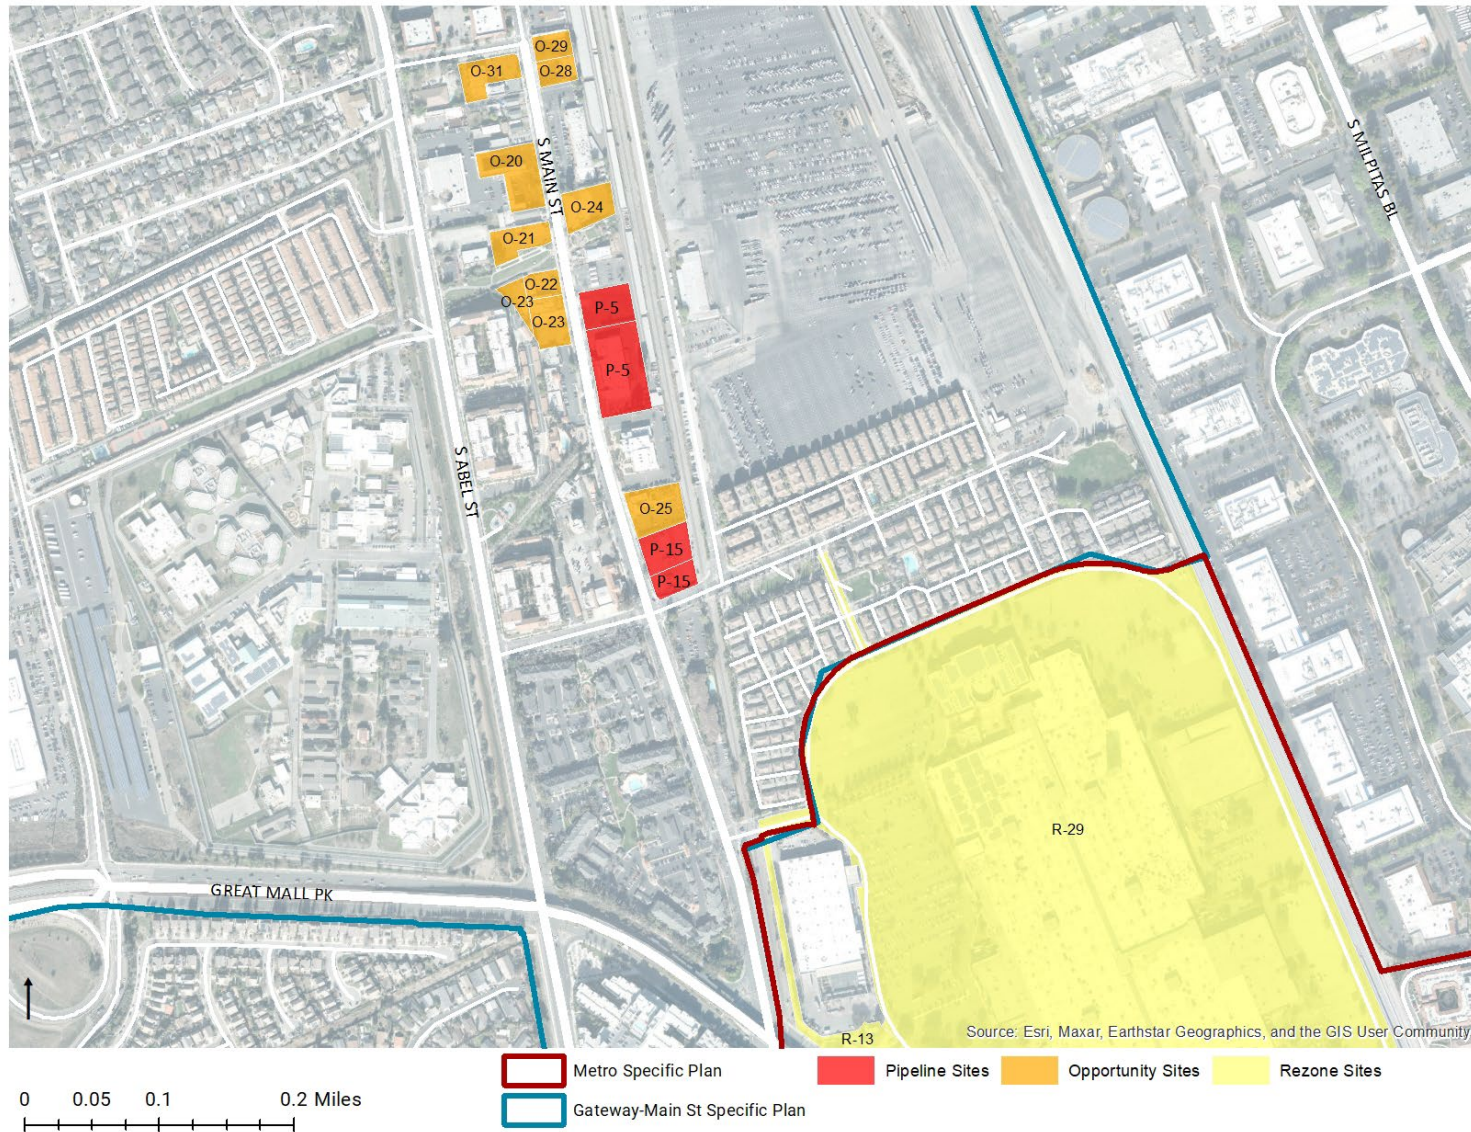 O-29
O-31
O-28
S MAIN ST
O-20
O-24
O-21
O-22
O-23
O-23
P-5
P-5
S MILPITAS BL
S ABEL ST
O-25
P-15
P-15
R-29
GREAT MALL PK
R-13
Source: Esri, Maxar, Earthstar Geographics, and the GIS User Community
Metro Specific Plan
Pipeline Sites
Opportunity Sites
Rezone Sites
Gateway-Main St Specific Plan
0 0.05 0.1 0.2 Miles